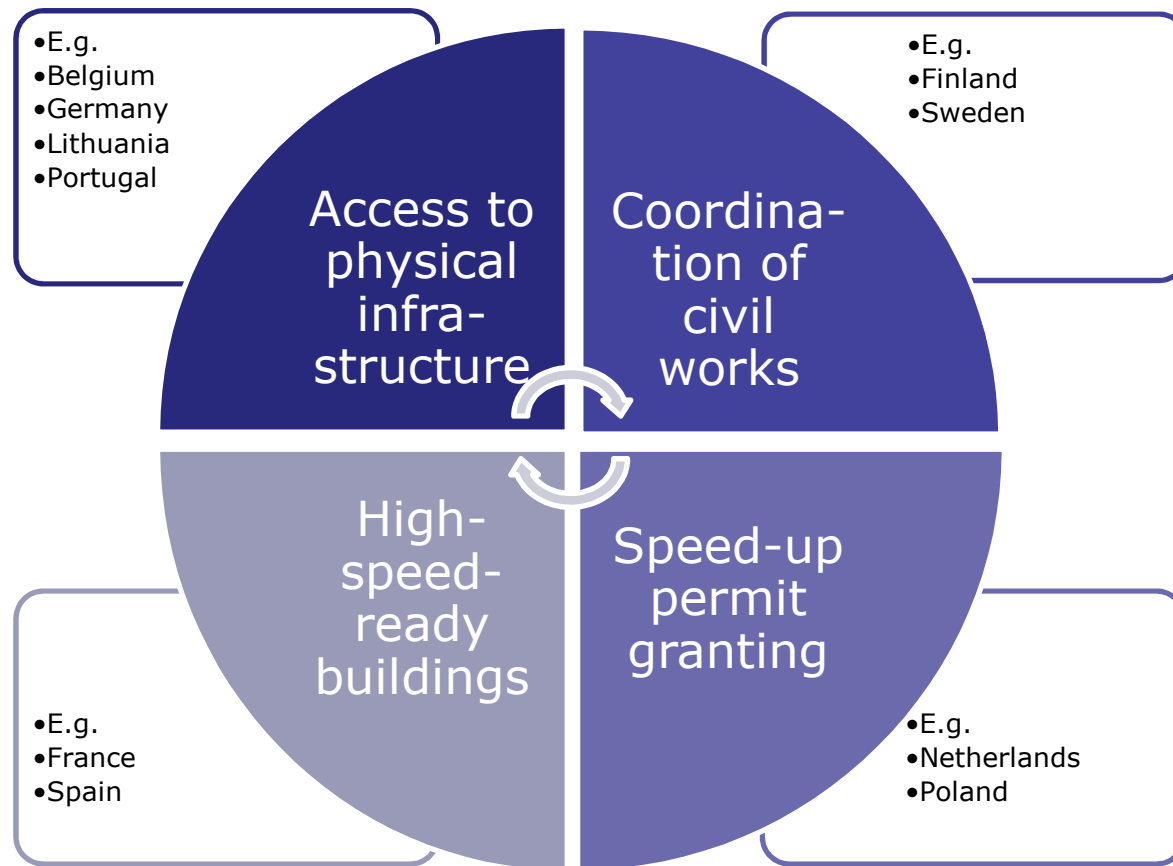 •E.g.
•Belgium
•Germany
•Lithuania
•Portugal
Access to
physical
infra-
structure
•E.g.
•Finland
•Sweden
Coordina-
tion of
civil
works
High-
speed-
ready
buildings
•E.g.
•France
•Spain
Speed-up
permit
granting
•E.g.
•Netherlands
•Poland